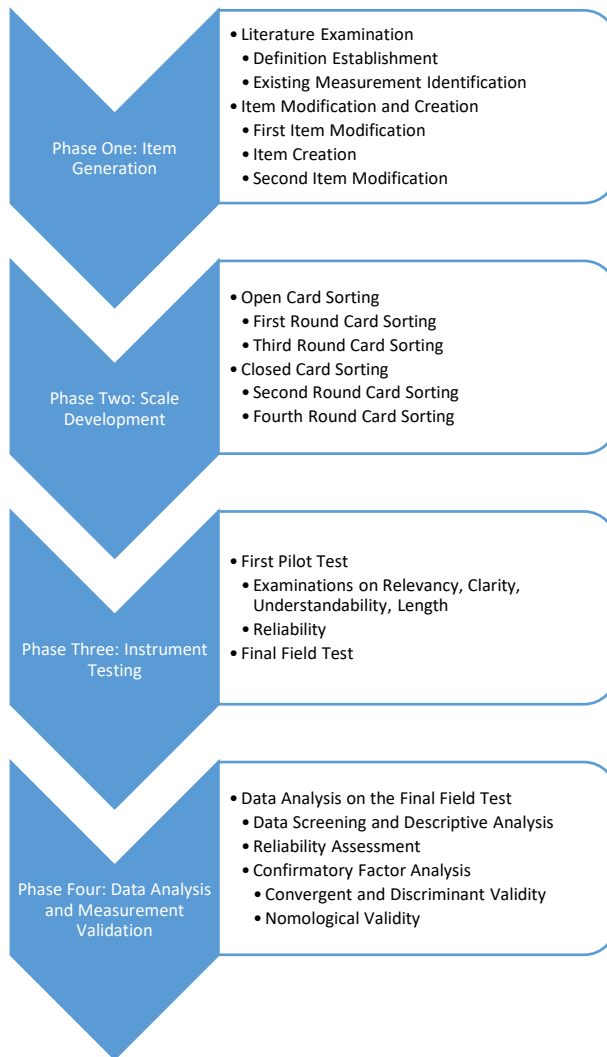 Phase One: Item
Generation
• Literature Examination
• Definition Establishment
• Existing Measurement Identification
• Item Modification and Creation
• First Item Modification
• Item Creation
• Second Item Modification
Phase Two: Scale
Development
• Open Card Sorting
• First Round Card Sorting
• Third Round Card Sorting
• Closed Card Sorting
• Second Round Card Sorting
• Fourth Round Card Sorting
Phase Three: Instrument
Testing
• First Pilot Test
• Examinations on Relevancy, Clarity,
Understandability, Length
• Reliability
• Final Field Test
Phase Four: Data Analysis
and Measurement
Validation
• Data Analysis on the Final Field Test
• Data Screening and Descriptive Analysis
• Reliability Assessment
• Confirmatory Factor Analysis
• Convergent and Discriminant Validity
• Nomological Validity